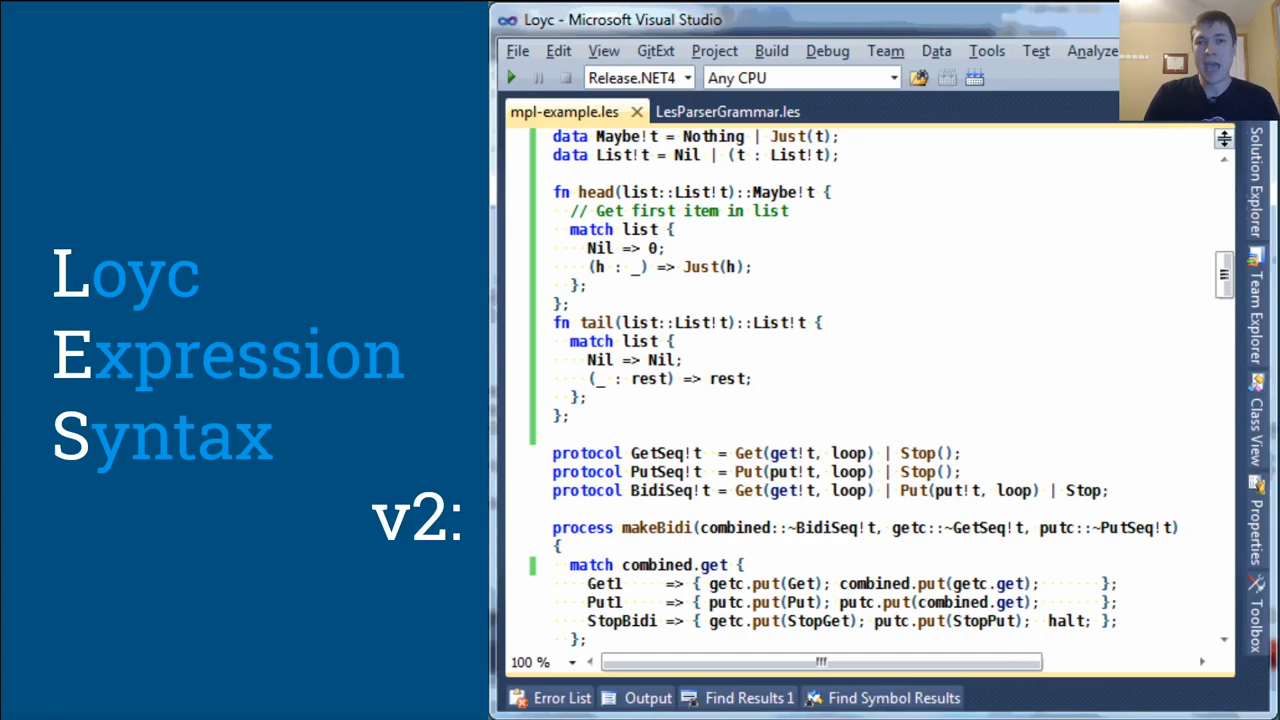 Loyc
Expression
Syntax
v2:
Loyc - Microsoft Visual Studio
File Edit View GitExt Project Build Debug Team Data Tools Test Analyze
Release.NET4 Any CPU
mpl-example.les LesParserGrammar.les
data Maybe!t = Nothing | Just(t);
data List!t = Nil | (t : List!t);
fn head(list::List!t)::Maybe!t {
// Get first item in list
match list {
Nil => 0;
(h : _) => Just(h);
};
};
fn tail(list::List!t)::List!t {
match list {
Nil => Nil;
(_ : rest) => rest;
};
};
protocol GetSeq!t = Get(get!t, loop) | Stop();
protocol PutSeq!t = Put(put!t, loop) | Stop();
protocol BidiSeq!t = Get(get!t, loop) | Put(put!t, loop) | Stop;
process makeBidi(combined::~BidiSeq!t, getc::~GetSeq!t, putc::~PutSeq!t)
{
match combined.get {
Get1 => { getc.put(Get); combined.put(getc.get); };
Put1 => { putc.put(Put); putc.put(combined.get); };
StopBidi => { getc.put(StopGet); putc.put(StopPut); halt; };
};
100 %
Error List Output Find Results 1 Find Symbol Results
Solution Explorer
Team Explorer
Class View
Properties
Toolbox